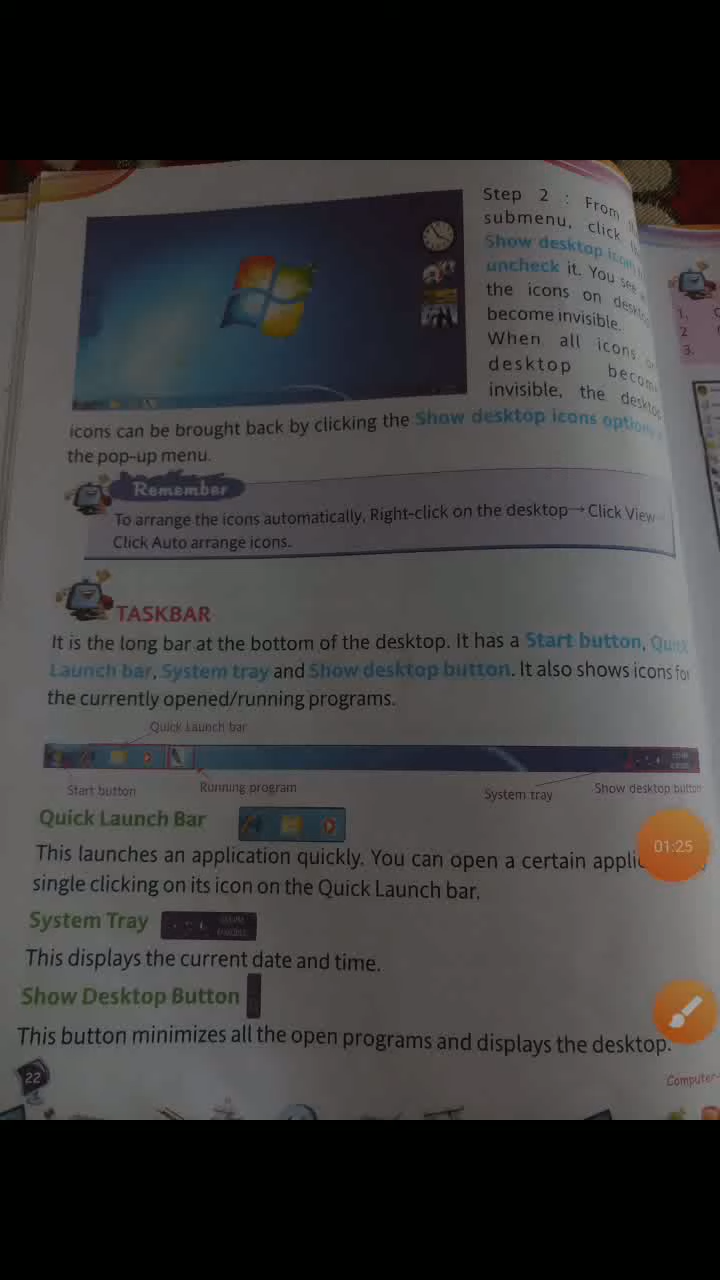 Step 2 : From
submenu, click
Show desktop icons
uncheck it. You see
the icons on desktop
become invisible.
When all icons on
desktop become
invisible, the desktop
icons can be brought back by clicking the Show desktop icons option
the pop-up menu.
Remember
To arrange the icons automatically, Right-click on the desktop→ Click View
Click Auto arrange icons.
TASKBAR
It is the long bar at the bottom of the desktop. It has a Start button, Quick
Launch bar, System tray and Show desktop button. It also shows icons for
the currently opened/running programs.
Quick Launch bar
Start button
Running program
System tray
Show desktop button
Quick Launch Bar
This launches an application quickly. You can open a certain
single clicking on its icon on the Quick Launch bar.
01:25
System Tray
This displays the current date and time.
Show Desktop Button
This button minimizes all the open programs and displays the desktop.
22
Computer-
1.
2
3.